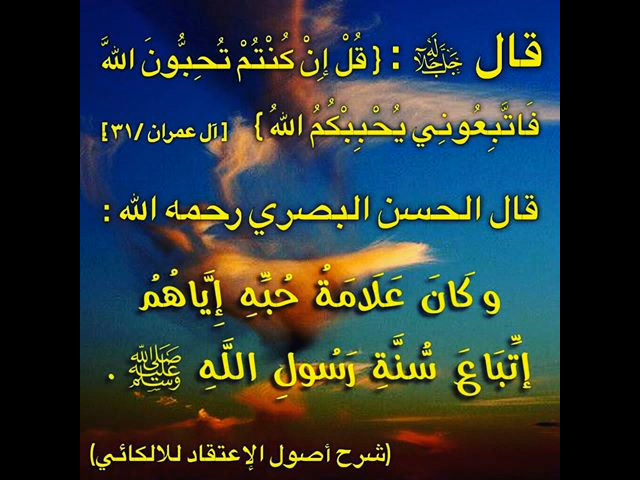 قال ﷻ : { قُلْ إِنْ كُنْتُمْ تُحِبُّونَ اللهَ
فَاتَّبِعُونِي يُحْبِبْكُمُ اللهُ } [ آل عمران / ٣١ ]
قال الحسن البصري رحمه الله :
وكَانَ عَلَامَةُ حُبِّهِ إِيَّاهُمُ
إتِّبَاعَ سُّنَّةِ رَسُولِ اللَّهِ ﷺ .
(شرح أصول الإعتقاد للالكائي)